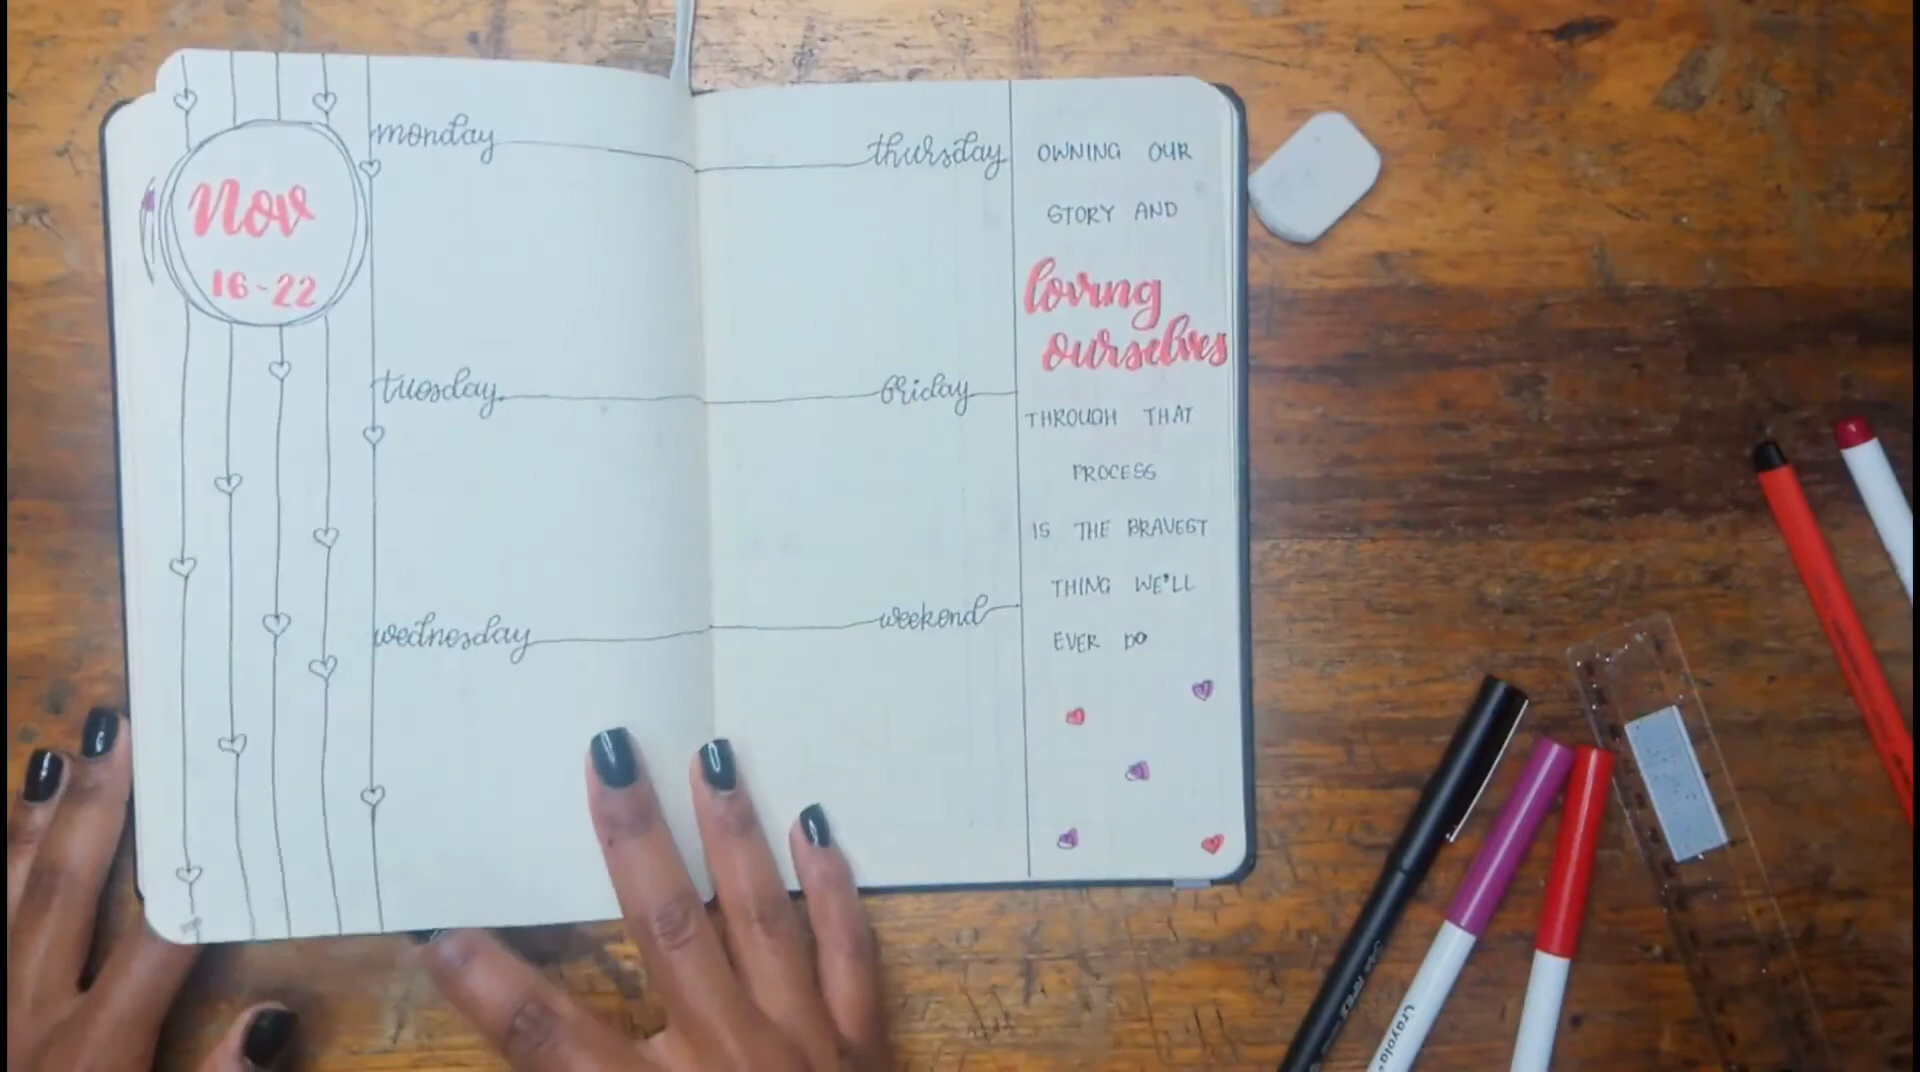 Nov
16-22
monday
tuesday
wednesday
thursday
friday
weekend
OWNING OUR
STORY AND
loving
ourselves
THROUGH THAT
PROCESS
IS THE BRAVEST
THING WE'LL
EVER DO
Crayola